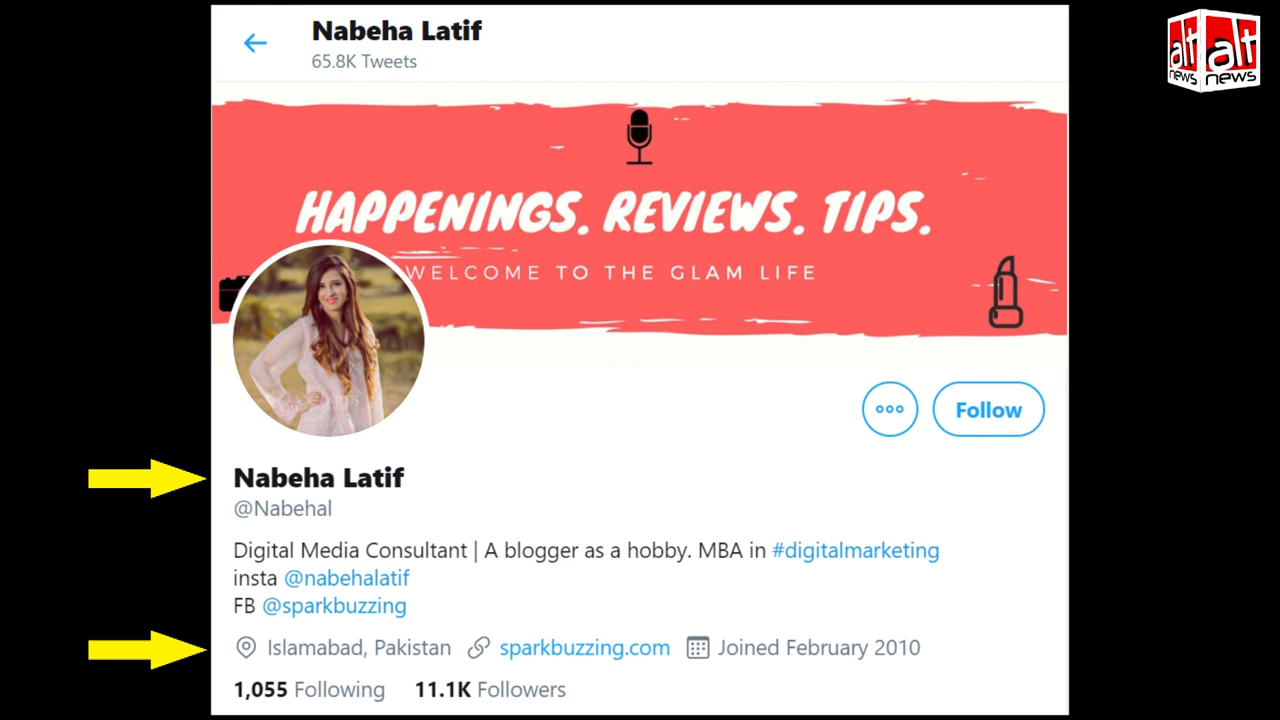 Nabeha Latif
65.8K Tweets
alt alt
news news
HAPPENINGS. REVIEWS. TIPS.
WELCOME TO THE GLAM LIFE
Follow
Nabeha Latif
@Nabehal
Digital Media Consultant | A blogger as a hobby. MBA in #digitalmarketing
insta @nabehalatif
FB @sparkbuzzing
Islamabad, Pakistan sparkbuzzing.com Joined February 2010
1,055 Following 11.1K Followers